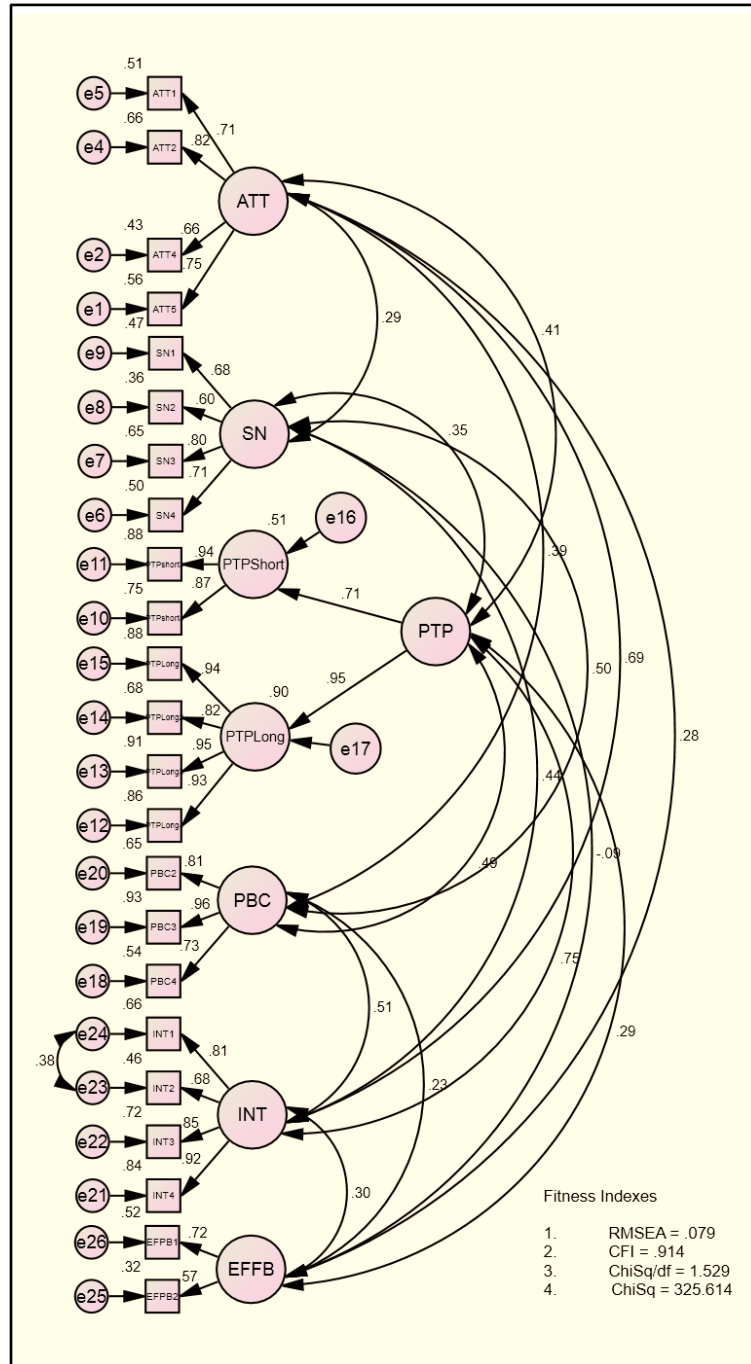 .51
e5 ATT1
.66 .71
e4 ATT2 .82
ATT
.43 .66
e2 ATT4
.56 .75
e1 ATT5
.47 .29 .41
e9 SN1
.36 .68
e8 SN2 .60
.65 SN .35
e7 SN3 .80
.50 .71
e6 SN4
.88 .51 e16
e11 PTPshort .94 PTPShort .39
.75 .87
e10 PTPshort .71
.88 PTP
e15 PTPLong .94 .95 .50 .69
.68 .90
e14 PTPLong .82 PTPLong .28
.91 e17
e13 PTPLong .95 .44
.86 .93
e12 PTPLong
.65 .49 -.09
e20 PBC2 .81
.93 PBC
e19 PBC3 .96
.54 .73 .75
e18 PBC4
.66 .51
e24 INT1 .29
.38 .46 .81
e23 INT2 .68 .23
.72 INT
e22 INT3 .85
.84 .92
e21 INT4
.52 .30 Fitness Indexes
e26 EFPB1 .72
.32 EFFB
e25 EFPB2 .57
1. RMSEA = .079
2. CFI = .914
3. ChiSq/df = 1.529
4. ChiSq = 325.614